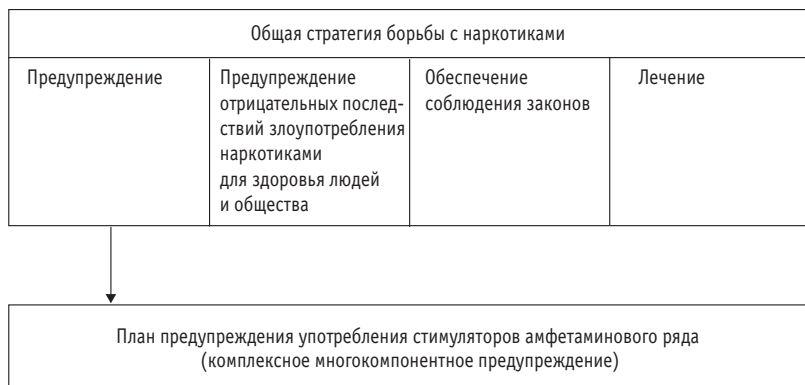 Общая стратегия борьбы с наркотиками
Предупреждение
Предупреждение
отрицательных послед-
ствий злоупотребления
наркотиками
для здоровья людей
и общества
Обеспечение
соблюдения законов
Лечение
План предупреждения употребления стимуляторов амфетаминового ряда
(комплексное многокомпонентное предупреждение)